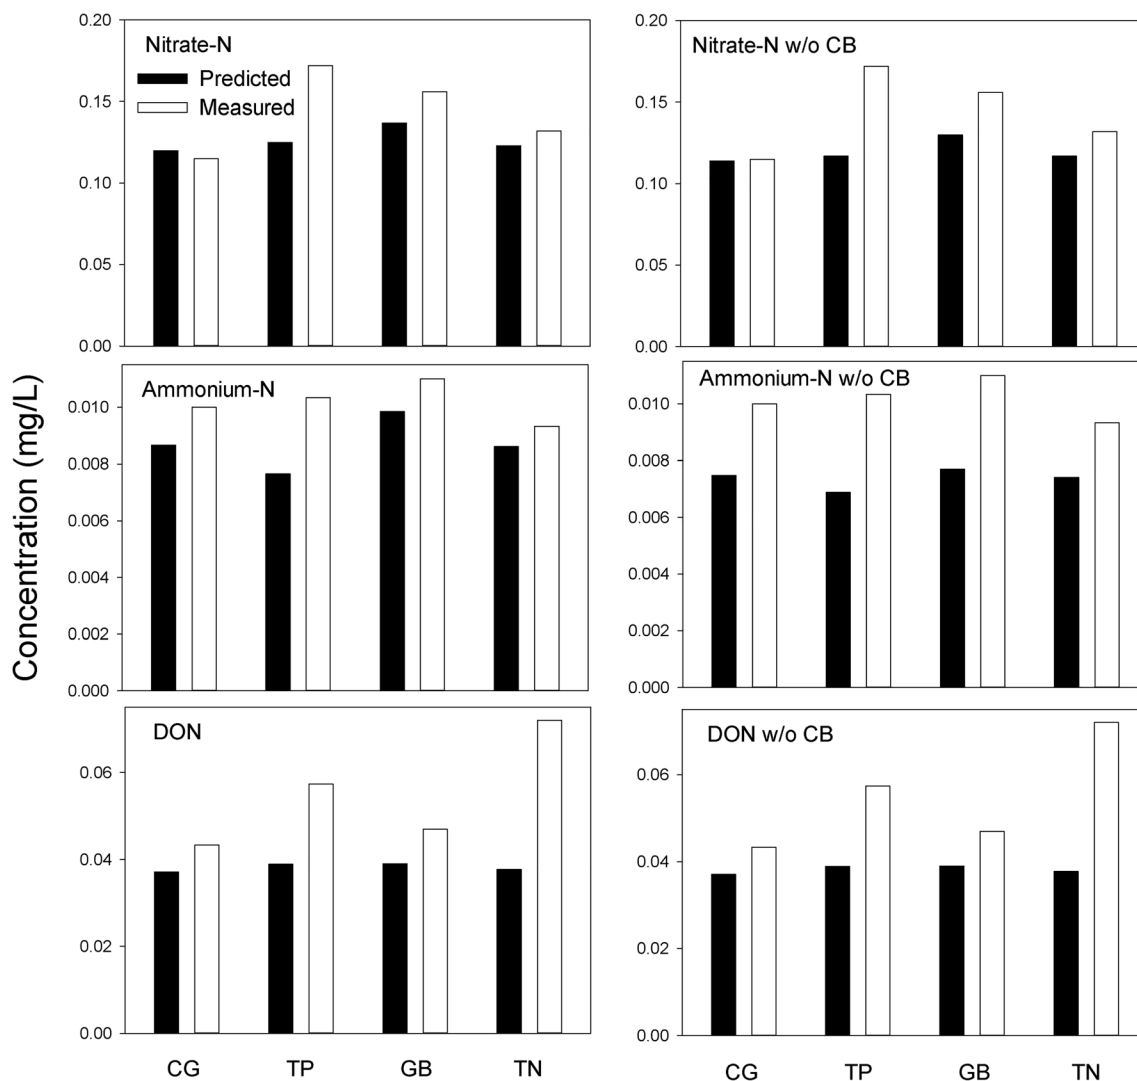 Concentration (mg/L)
Nitrate-N
Predicted
Measured
0.20
0.15
0.10
0.05
0.00
Nitrate-N w/o CB
0.20
0.15
0.10
0.05
0.00
Ammonium-N
0.010
0.008
0.006
0.004
0.002
0.000
Ammonium-N w/o CB
0.010
0.008
0.006
0.004
0.002
0.000
DON
0.06
0.04
0.02
0.00
CG TP GB TN
DON w/o CB
0.06
0.04
0.02
0.00
CG TP GB TN